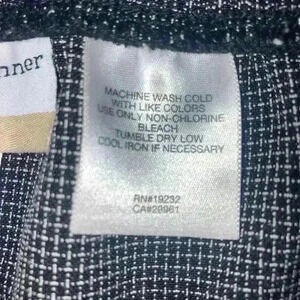 nner
MACHINE WASH COLD
WITH LIKE COLORS
USE ONLY NON-CHLORINE
BLEACH
TUMBLE DRY LOW
COOL IRON IF NECESSARY
RN#19232
CA#29961